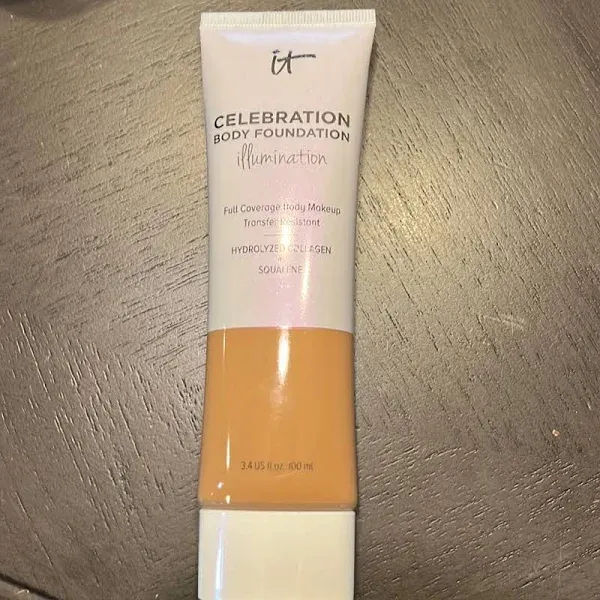 it
CELEBRATION
BODY FOUNDATION
illumination
Full Coverage Body Makeup
Transfer Resistant
HYDROLYZED COLLAGEN
+
SQUALENE
3.4 US fl oz. 100 ml